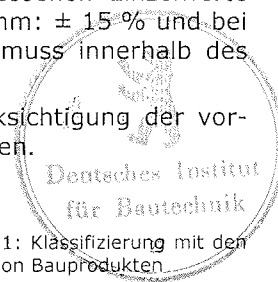 mm: ± 15 % und bei
muss innerhalb des
ksichtigung der vor-
en.
Deutsches Institut
für Bautechnik
1: Klassifizierung mit den
on Bauprodukten